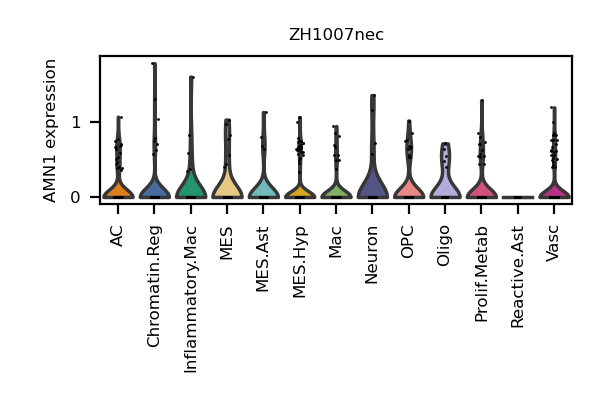 ZH1007nec
AMN1 expression
1
0
AC
Chromatin.Reg
Inflammatory.Mac
MES
MES.Ast
MES.Hyp
Mac
Neuron
OPC
Oligo
Prolif.Metab
Reactive.Ast
Vasc